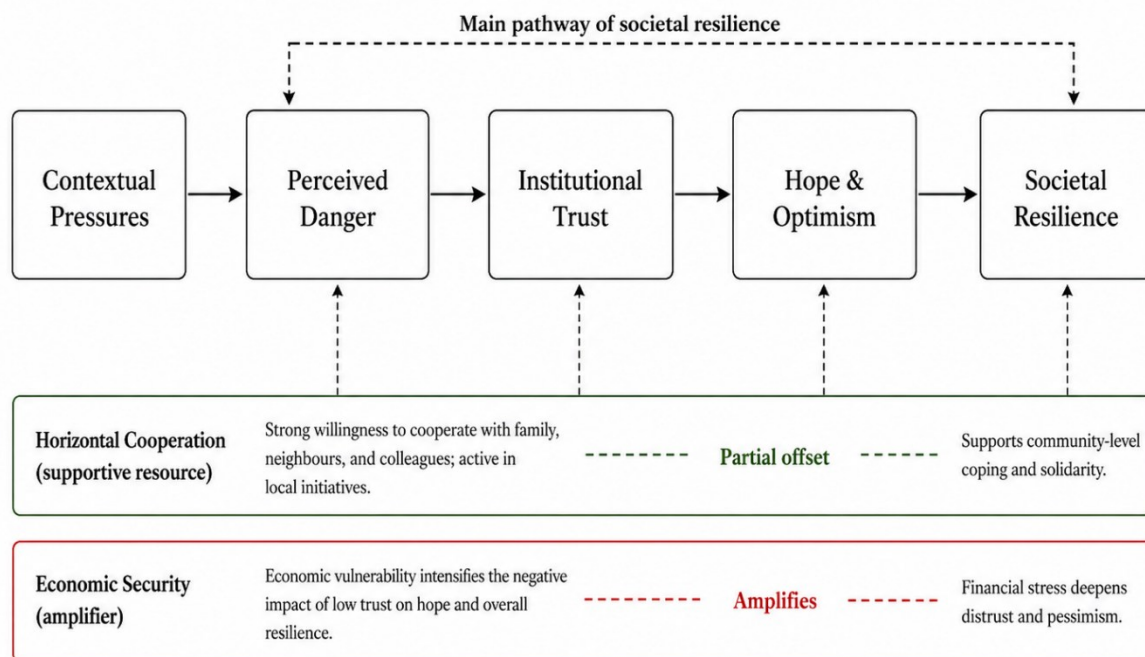 Main pathway of societal resilience
Contextual
Pressures
Perceived
Danger
Institutional
Trust
Hope &
Optimism
Societal
Resilience
Horizontal Cooperation
(supportive resource)
Strong willingness to cooperate with family,
neighbours, and colleagues; active in
local initiatives.
Partial offset
Supports community-level
coping and solidarity.
Economic Security
(amplifier)
Economic vulnerability intensifies the negative
impact of low trust on hope and overall
resilience.
Amplifies
Financial stress deepens
distrust and pessimism.